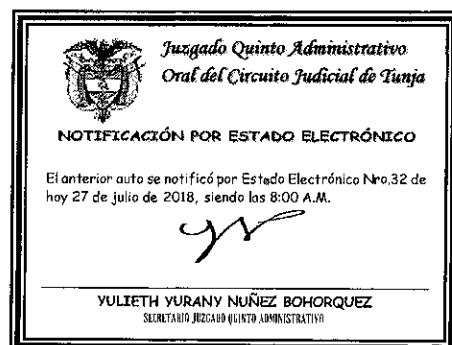 Juzgado Quinto Administrativo
Oral del Circuito Judicial de Tunja
NOTIFICACIÓN POR ESTADO ELECTRÓNICO
El anterior auto se notificó por Estado Electrónico Nro.32 de
hoy 27 de julio de 2018, siendo las 8:00 A.M.
YULIETH YURANY NUÑEZ BOHORQUEZ
SECRETARIO JUZGADO QUINTO ADMINISTRATIVO